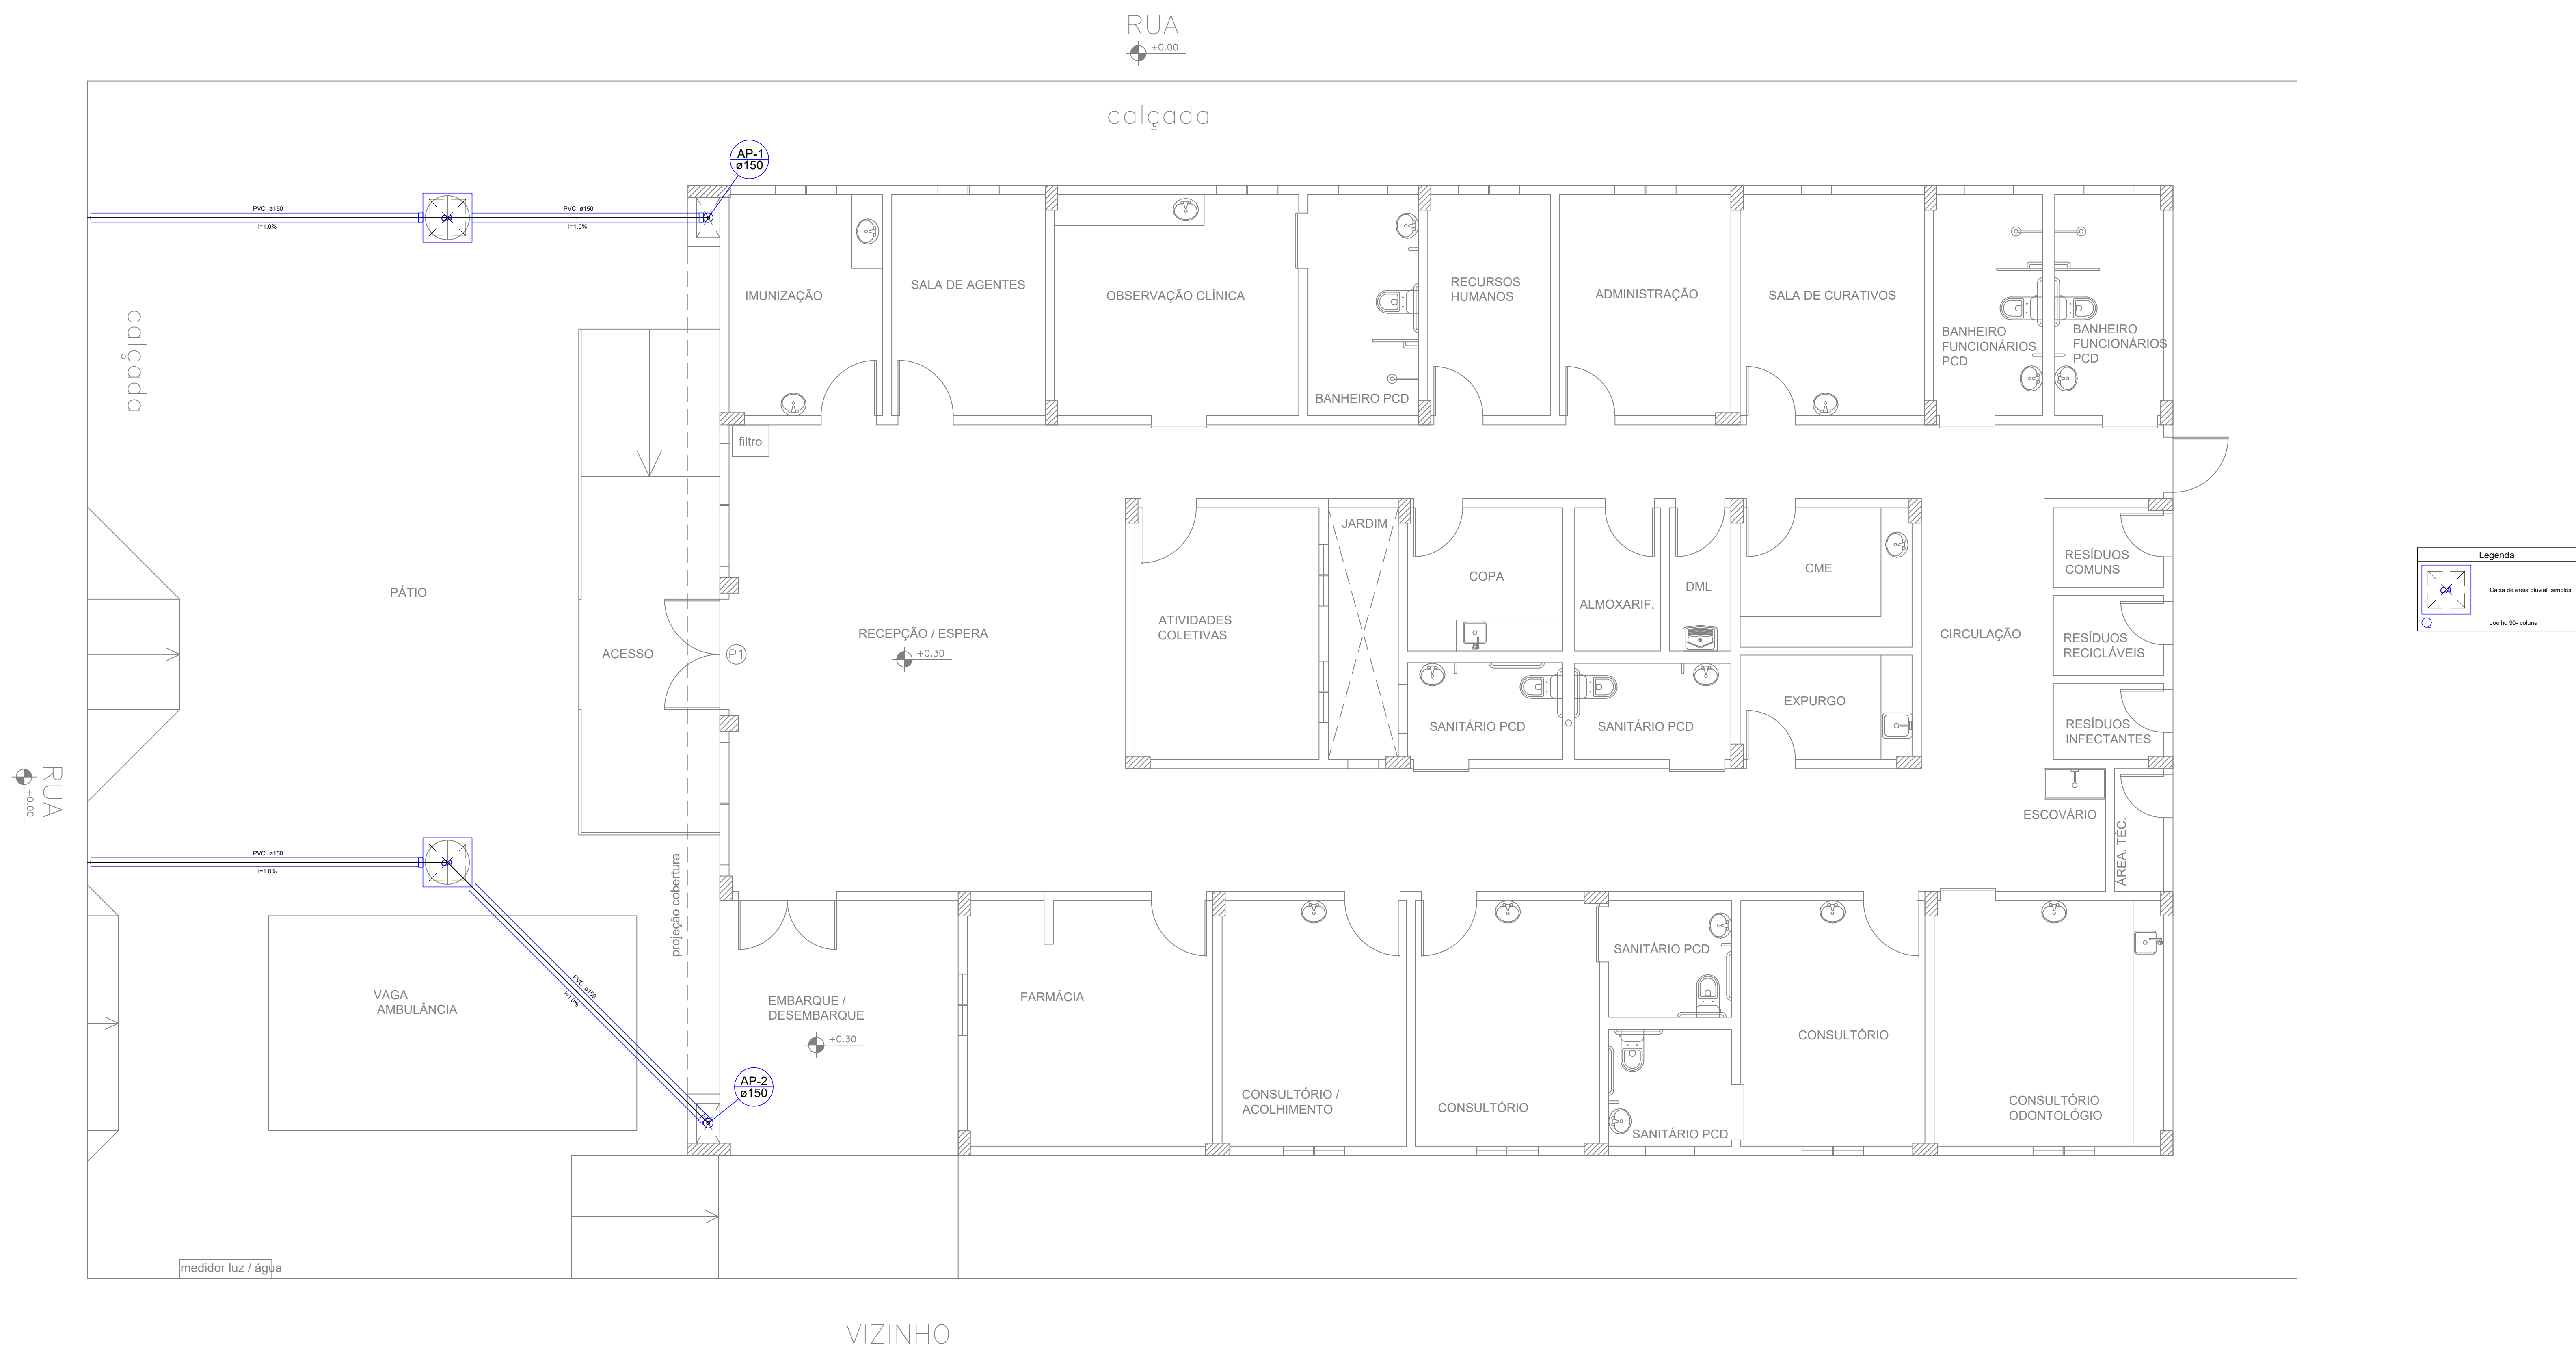 RUA
+0.00
calçada
AP-1
ø150
PVC ø150
i=1.0%
CA
PVC ø150
i=1.0%
calçada
IMUNIZAÇÃO
SALA DE AGENTES
OBSERVAÇÃO CLÍNICA
BANHEIRO PCD
RECURSOS
HUMANOS
ADMINISTRAÇÃO
SALA DE CURATIVOS
BANHEIRO
FUNCIONÁRIOS
PCD
BANHEIRO
FUNCIONÁRIOS
PCD
filtro
PÁTIO
ACESSO
P1
RECEPÇÃO / ESPERA
+0.30
ATIVIDADES
COLETIVAS
JARDIM
COPA
ALMOXARIF.
DML
CME
SANITÁRIO PCD
SANITÁRIO PCD
EXPURGO
CIRCULAÇÃO
RESÍDUOS
COMUNS
RESÍDUOS
RECICLÁVEIS
RESÍDUOS
INFECTANTES
ESCOVÁRIO
ÁREA. TÉC.
Legenda
CA
Caixa de areia pluvial simples
Joelho 90- coluna
RUA
+0.00
PVC ø150
i=1.0%
CA
PVC ø150
i=1.0%
projeção cobertura
VAGA
AMBULÂNCIA
AP-2
ø150
EMBARQUE /
DESEMBARQUE
+0.30
FARMÁCIA
CONSULTÓRIO /
ACOLHIMENTO
CONSULTÓRIO
SANITÁRIO PCD
SANITÁRIO PCD
CONSULTÓRIO
CONSULTÓRIO
ODONTOLÓGIO
medidor luz / água
VIZINHO